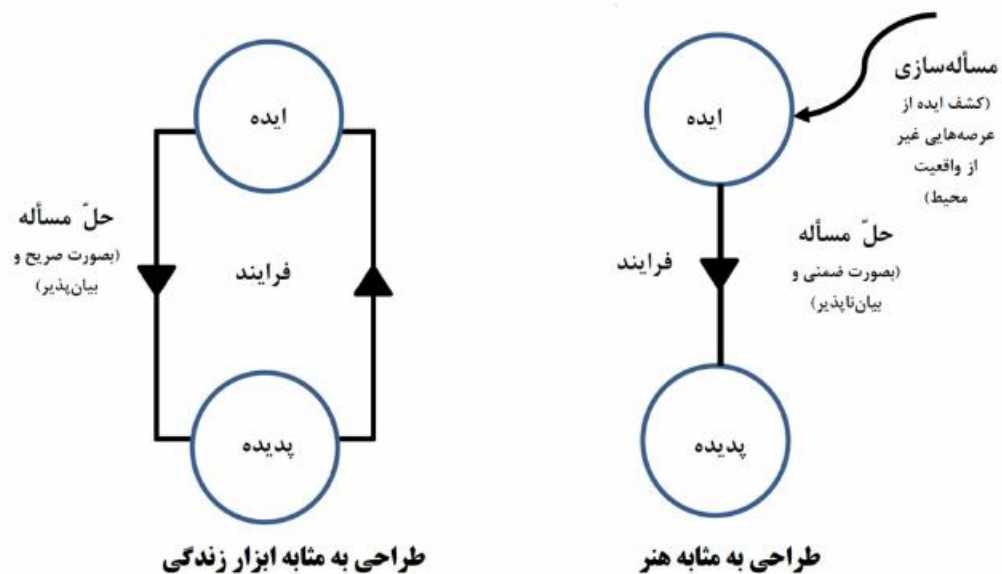 مسأله‌سازی
(کشف ایده از
عرصه‌هایی غیر
از واقعیت
محیط)
ایده
حلّ مسأله
(بصورت ضمنی و
بیان‌ناپذیر)
فرایند
پدیده
طراحی به مثابه هنر
ایده
حلّ مسأله
(بصورت صریح و
بیان‌پذیر)
فرایند
پدیده
طراحی به مثابه ابزار زندگی